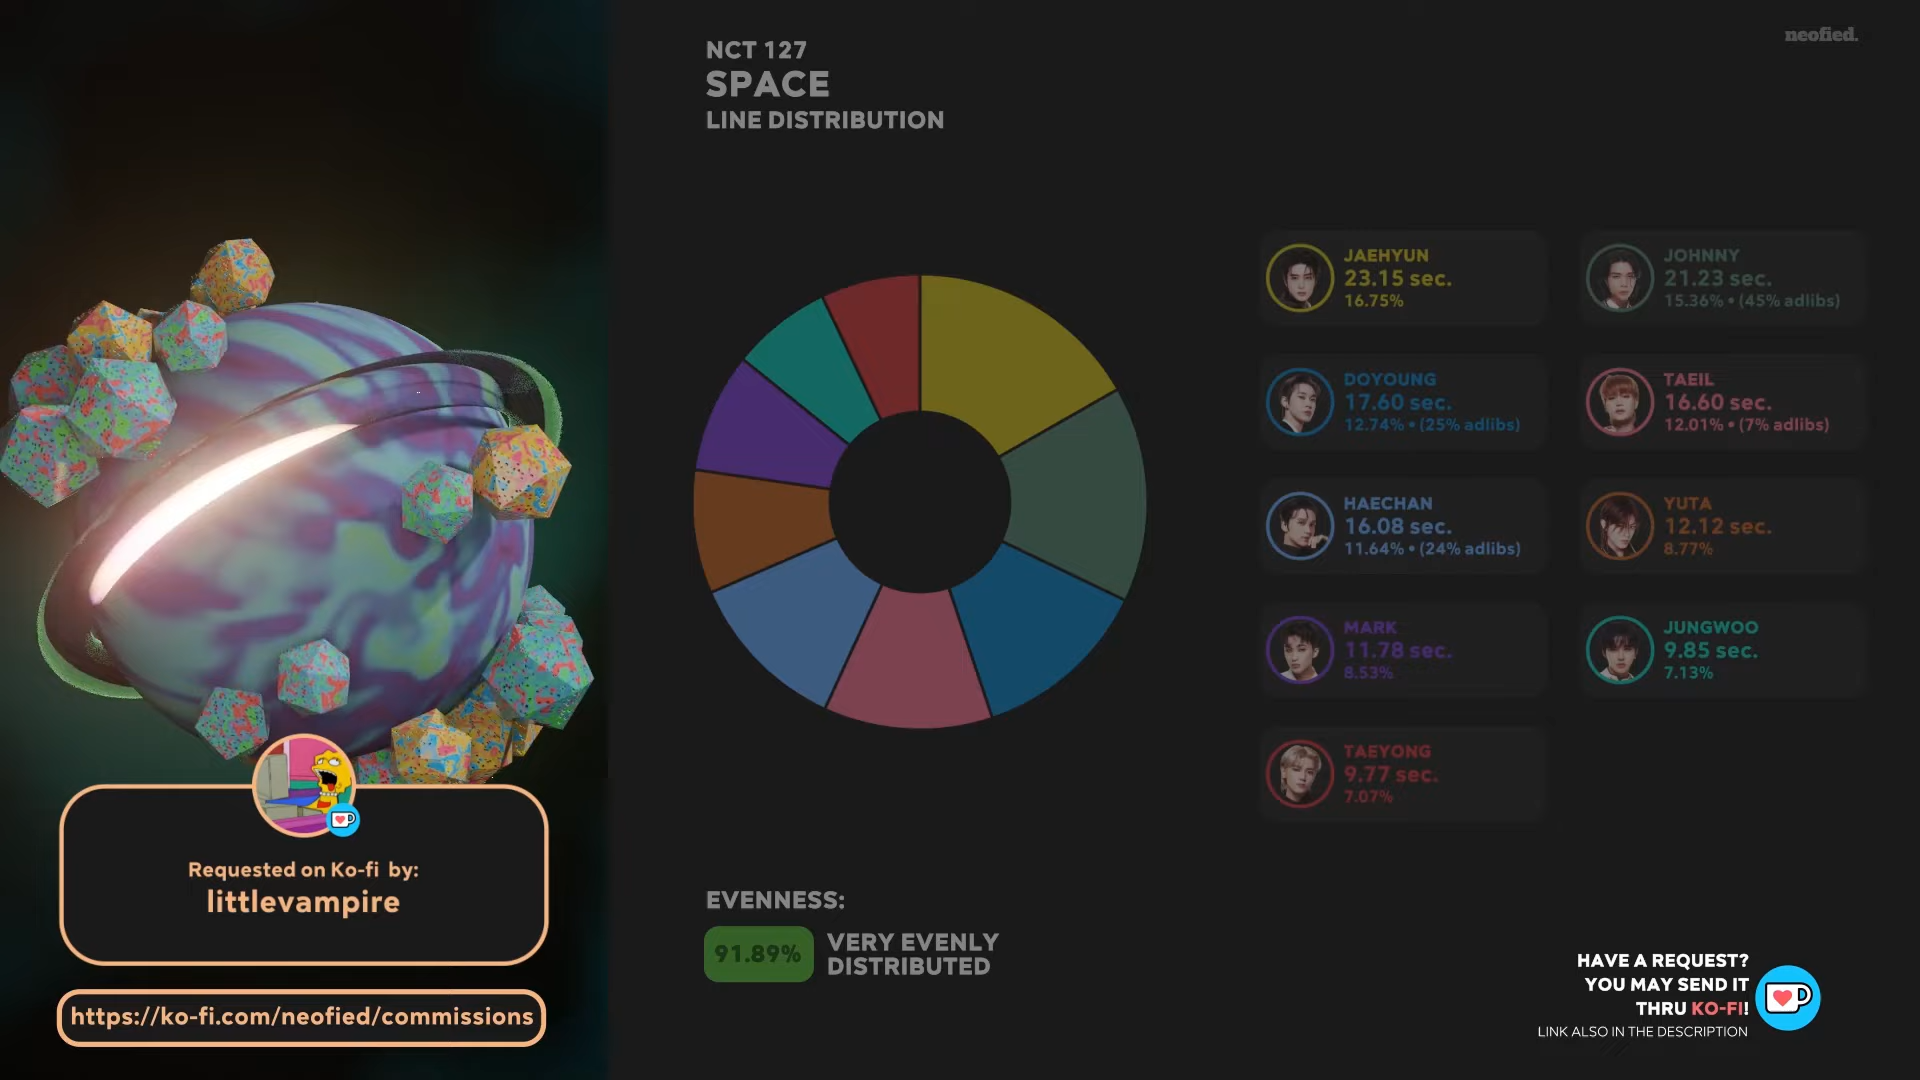 NCT 127
SPACE
LINE DISTRIBUTION
neofied.
JAEHYUN
23.15 sec.
16.75%
JOHNNY
21.23 sec.
15.36% • (45% adlibs)
DOYOUNG
17.60 sec.
12.74% • (25% adlibs)
TAEIL
16.60 sec.
12.01% • (7% adlibs)
HAECHAN
16.08 sec.
11.64% • (24% adlibs)
YUTA
12.12 sec.
8.77%
MARK
11.78 sec.
8.53%
JUNGWOO
9.85 sec.
7.13%
TAEYONG
9.77 sec.
7.07%
EVENNESS:
91.89%
VERY EVENLY
DISTRIBUTED
Requested on Ko-fi by:
littlevampire
https://ko-fi.com/neofied/commissions
HAVE A REQUEST?
YOU MAY SEND IT
THRU KO-FI!
LINK ALSO IN THE DESCRIPTION